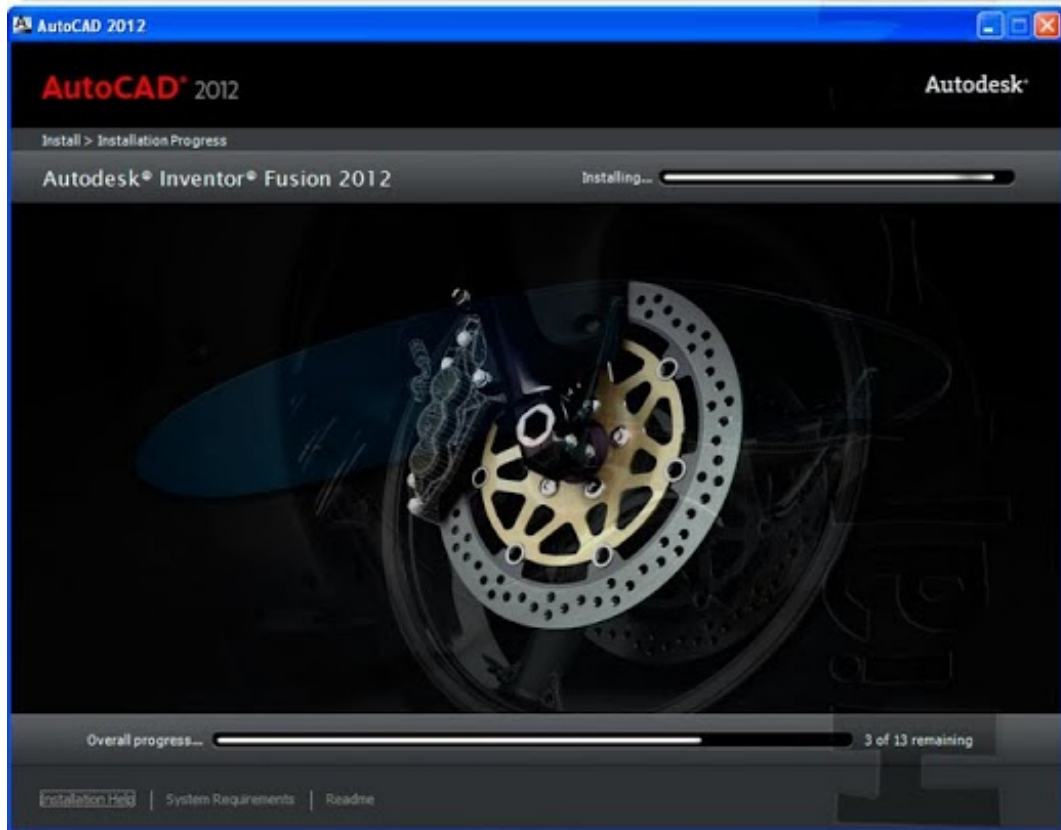 AutoCAD 2012
AutoCAD® 2012
Autodesk®
Install > Installation Progress
Autodesk® Inventor® Fusion 2012
Installing...
Overall progress...
3 of 13 remaining
Installation Help | System Requirements | Readme